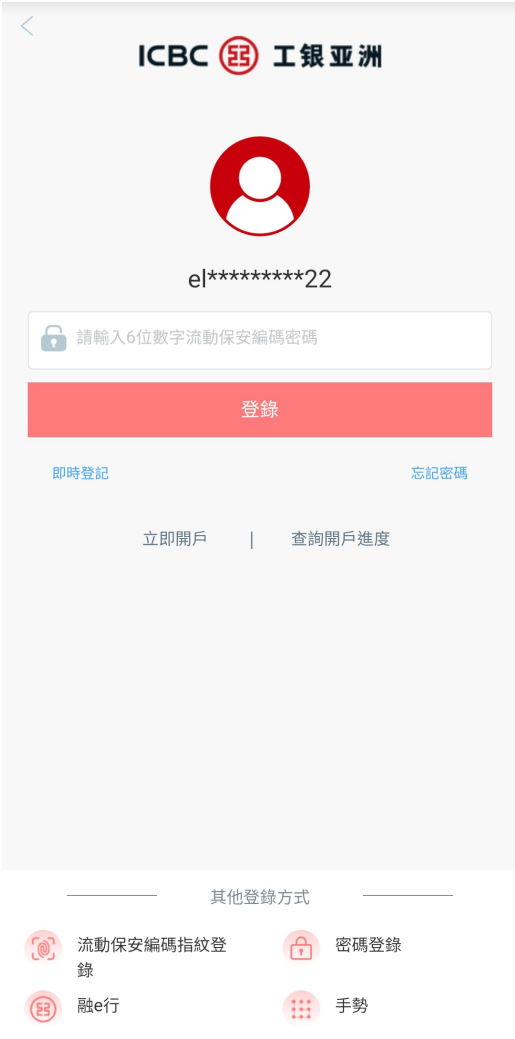 ICBC 工银亚洲
el*********22
請輸入6位數字流動保安編碼密碼
登錄
即時登記 忘記密碼
立即開戶 | 查詢開戶進度
其他登錄方式
流動保安編碼指紋登
錄
密碼登錄
融e行
手勢